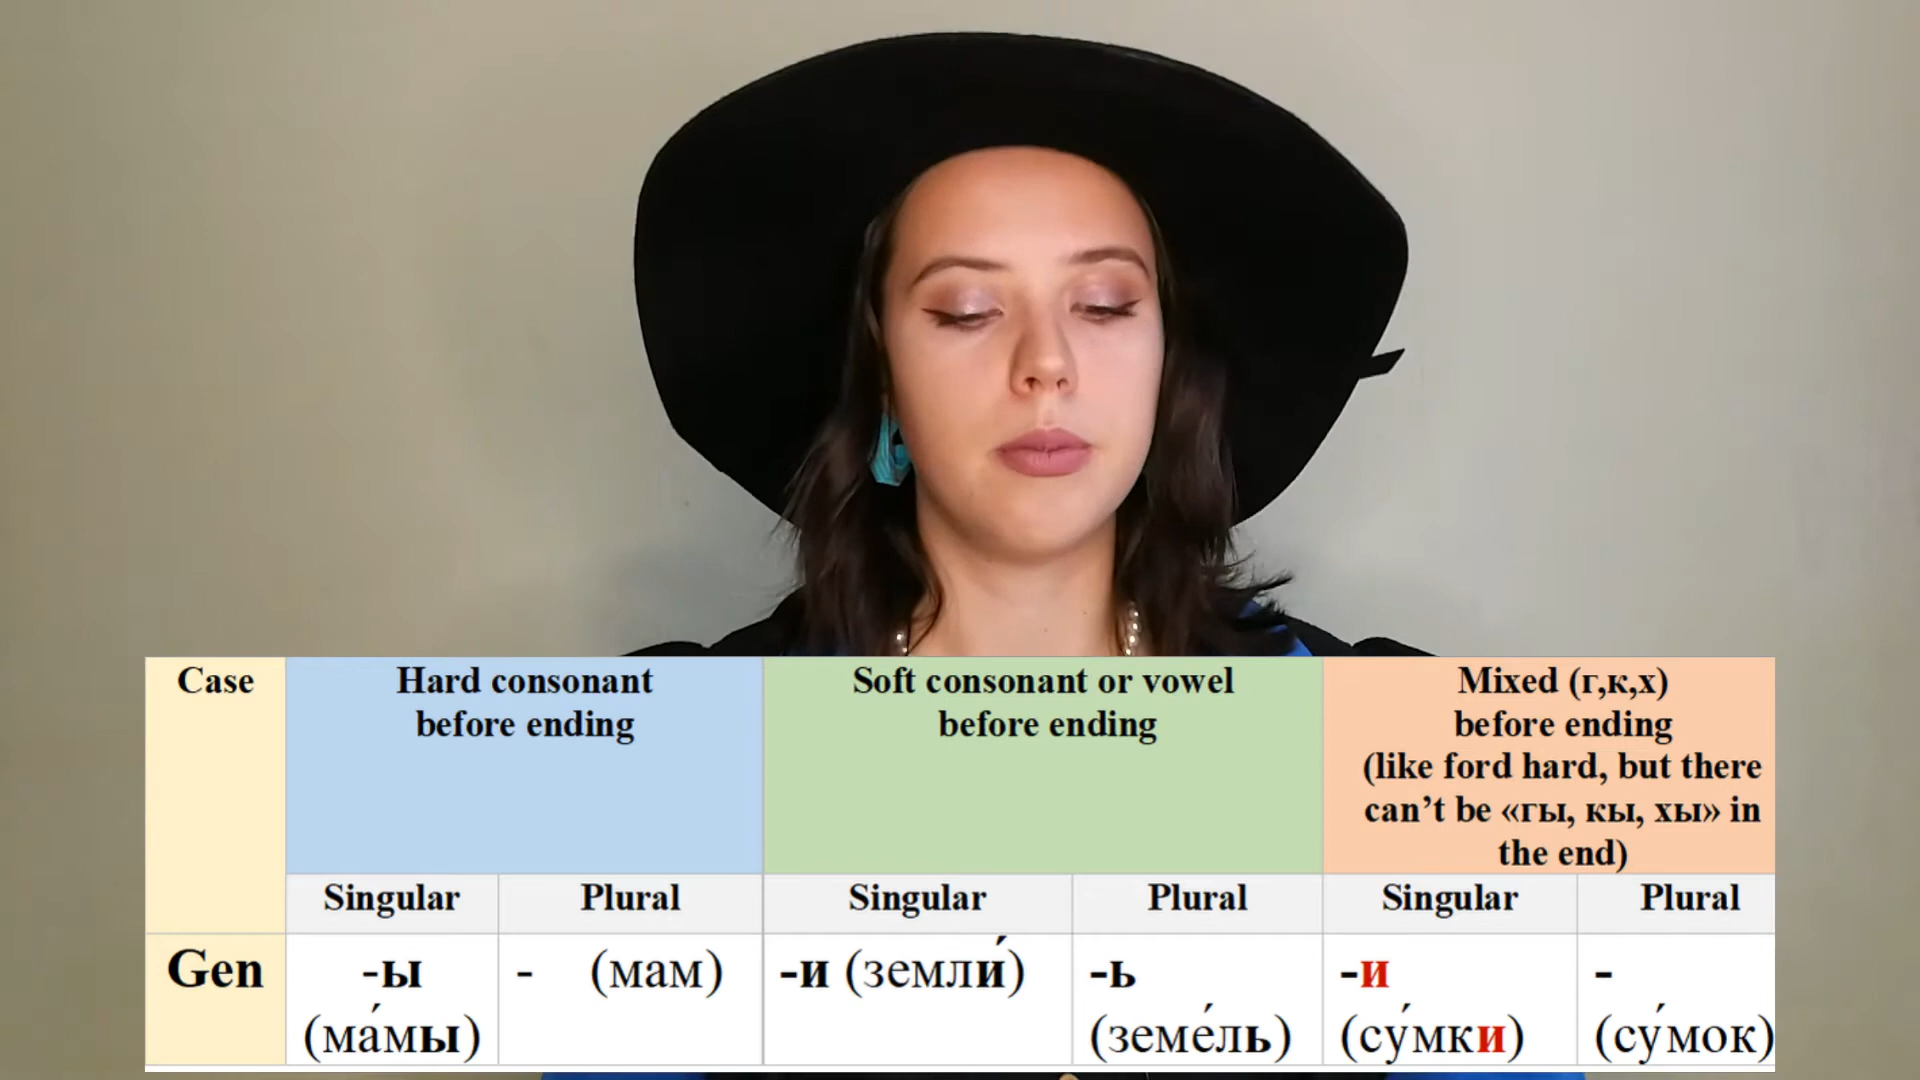 Case
Hard consonant
before ending
Soft consonant or vowel
before ending
Mixed (г,к,х)
before ending
(like ford hard, but there
can’t be «гы, кы, хы» in
the end)
Singular
Plural
Singular
Plural
Singular
Plural
Gen
-ы
(ма́мы)
- (мам)
-и (земли́)
-ь
(земе́ль)
-и
(су́мки)
-
(су́мок)